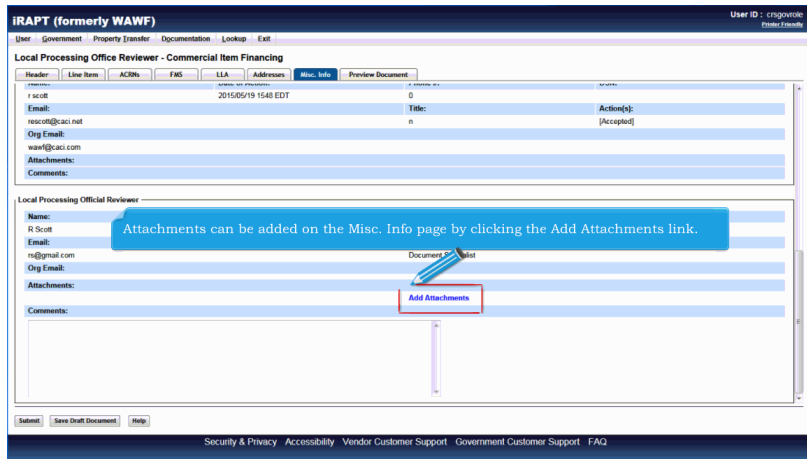 iRAPT (formerly WAWF)
User ID : crsgovrole
Printer Friendly
User Government Property Transfer Documentation Lookup Exit
Local Processing Office Reviewer - Commercial Item Financing
Header Line Item ACRNs FMS LLA Addresses Misc. Info Preview Document
r scott 2015/05/19 1548 EDT 0
Email: Title: Action(s):
rescott@caci.net n [Accepted]
Org Email:
wawf@caci.com
Attachments:
Comments:
Local Processing Official Reviewer
Name:
R Scott
Attachments can be added on the Misc. Info page by clicking the Add Attachments link.
Email:
rs@gmail.com Document
Org Email:
Attachments:
Add Attachments
Comments:
Submit Save Draft Document Help
Security & Privacy Accessibility Vendor Customer Support Government Customer Support FAQ